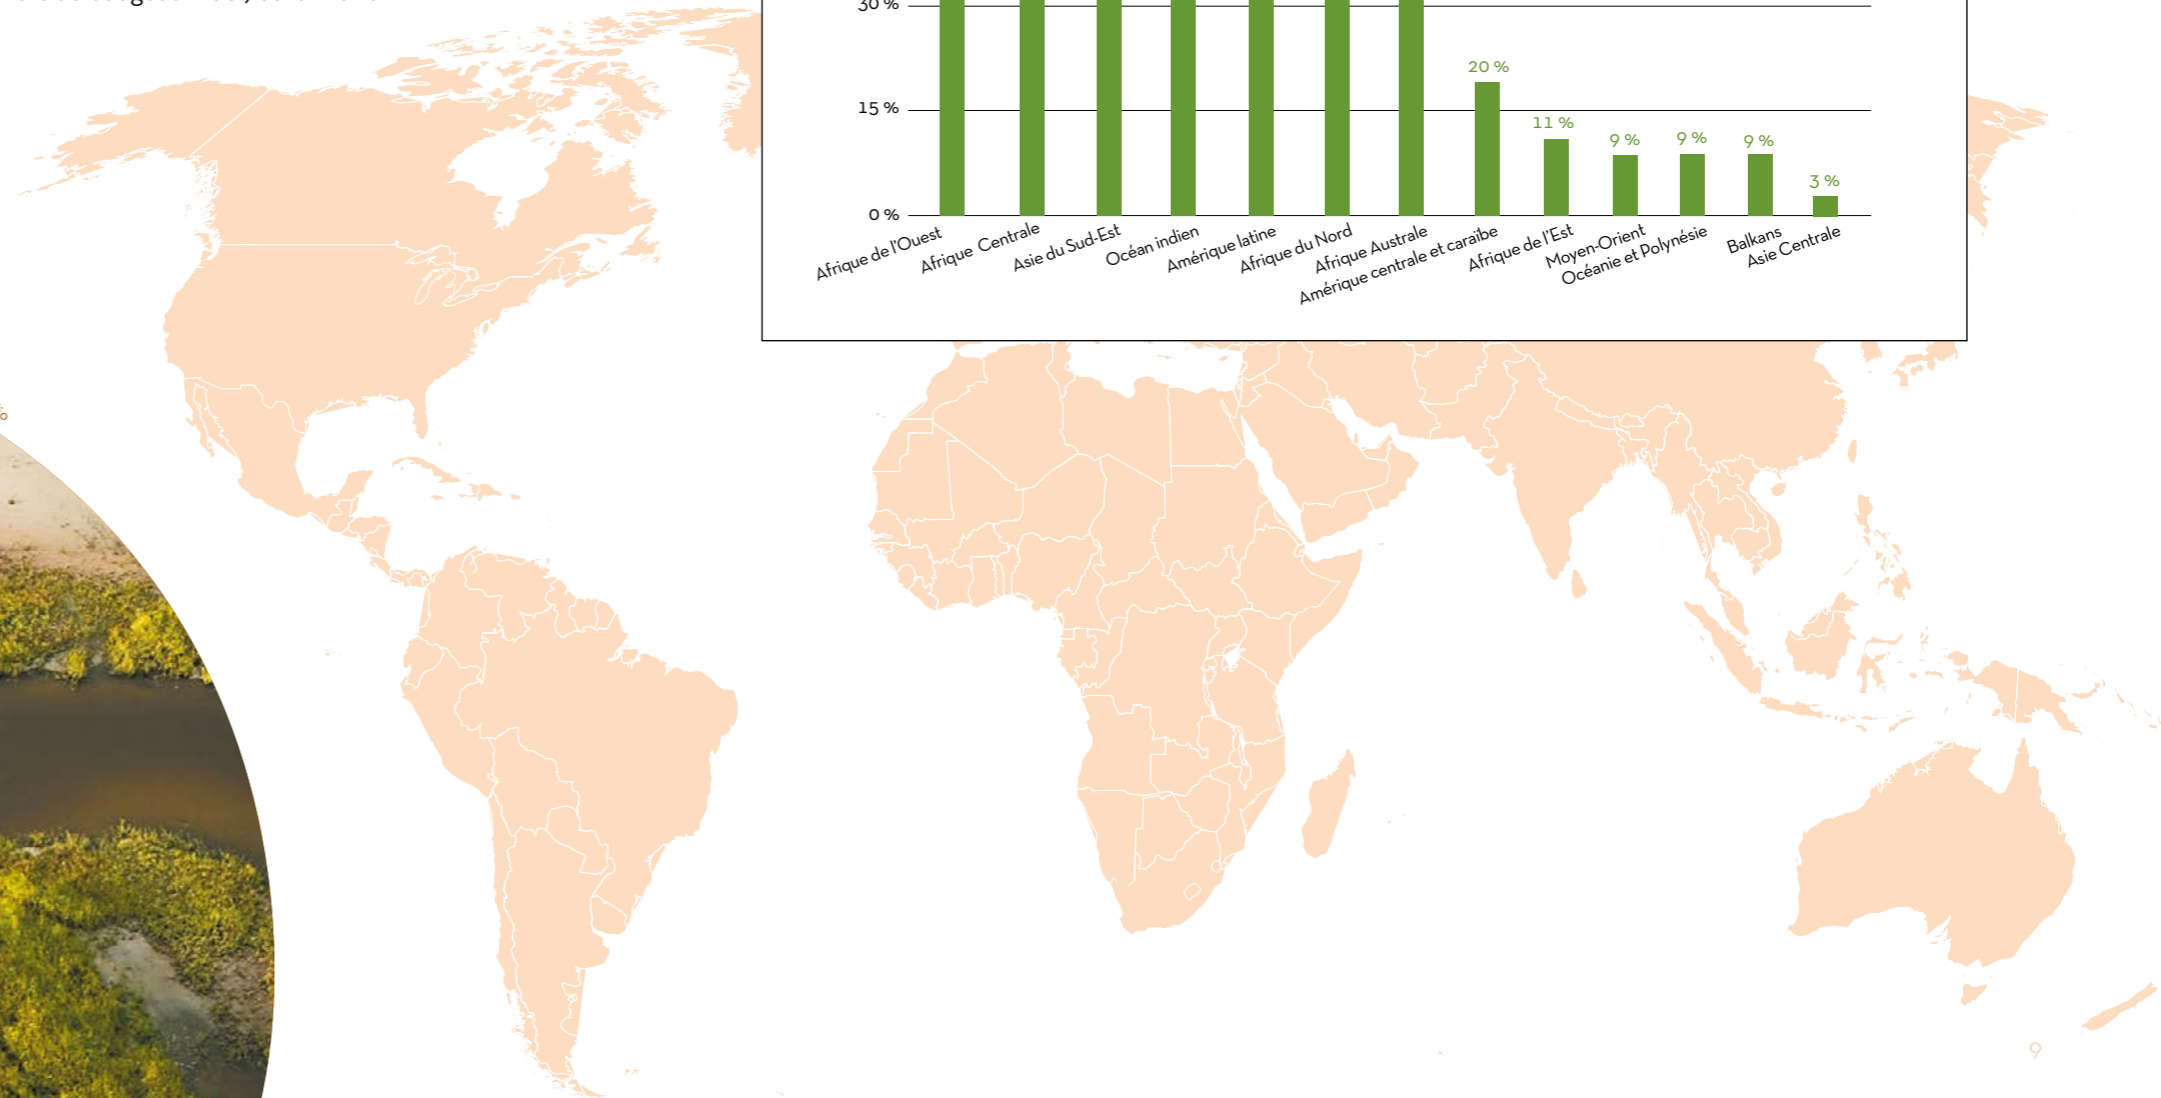 30 %
20 %
15 %
11 %
9 %
9 %
9 %
3 %
0 %
Afrique de l'Ouest
Afrique Centrale
Asie du Sud-Est
Océan indien
Amérique latine
Afrique du Nord
Afrique Australe
Amérique centrale et caraïbe
Afrique de l'Est
Moyen-Orient
Océanie et Polynésie
Balkans
Asie Centrale
%
9